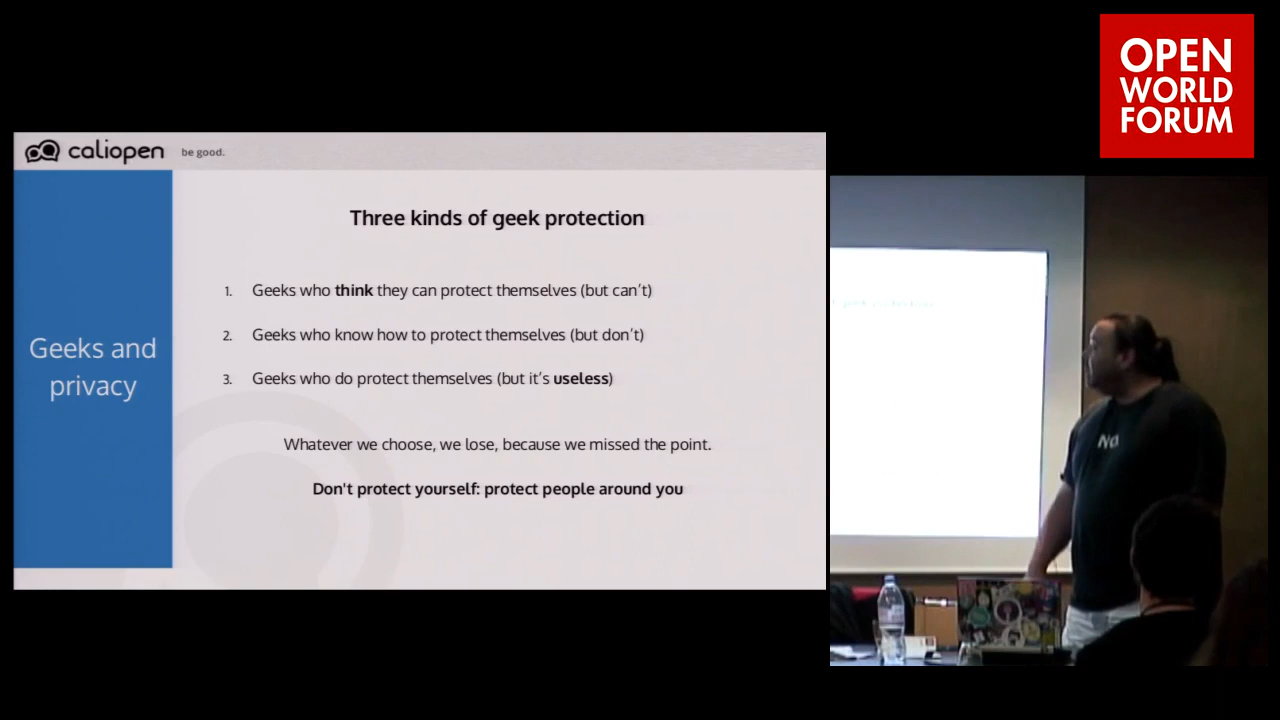 OPEN
WORLD
FORUM
caliopen be good.
Geeks and
privacy
Three kinds of geek protection
1. Geeks who think they can protect themselves (but can't)
2. Geeks who know how to protect themselves (but don't)
3. Geeks who do protect themselves (but it's useless)
Whatever we choose, we lose, because we missed the point.
Don't protect yourself: protect people around you
No